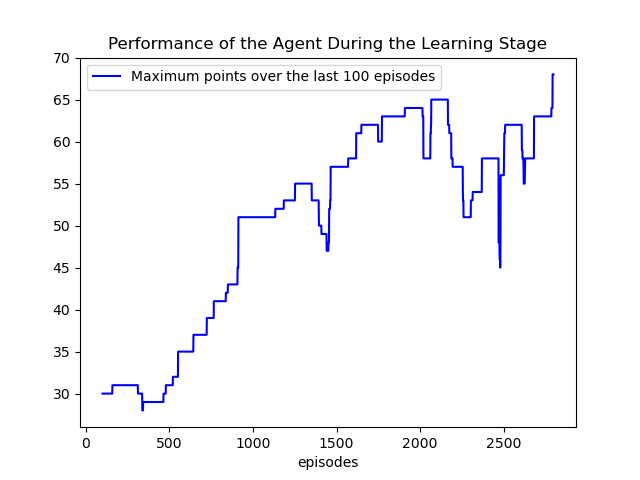 Performance of the Agent During the Learning Stage
Maximum points over the last 100 episodes
70
65
60
55
50
45
40
35
30
0 500 1000 1500 2000 2500
episodes